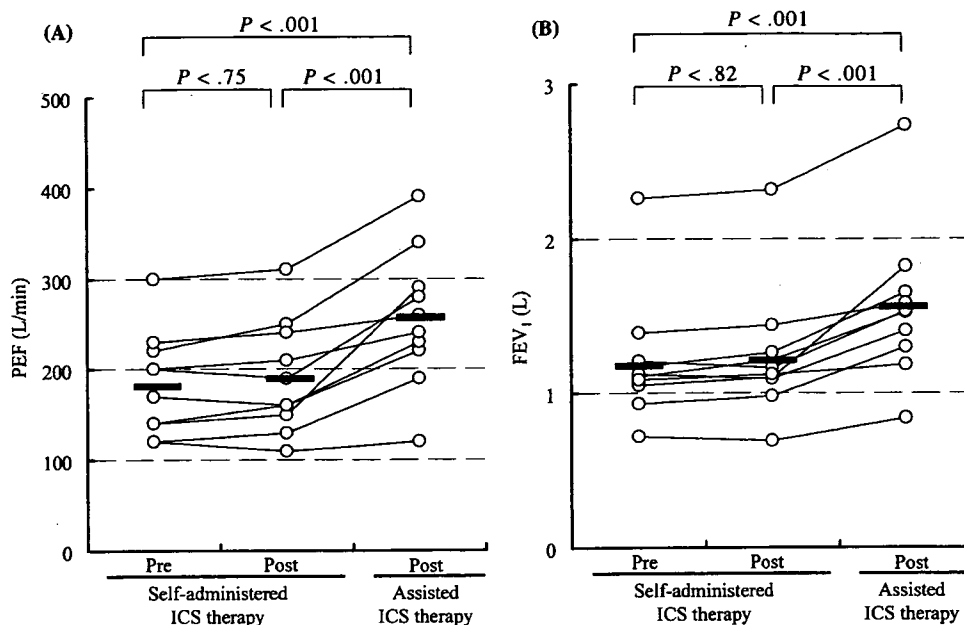 (A)
P < .001
P < .75
P < .001
500
400
300
200
100
0
PEF (L/min)
Pre
Post
Post
Self-administered
ICS therapy
Assisted
ICS therapy
(B)
P < .001
P < .82
P < .001
3
2
1
0
FEV₁ (L)
Pre
Post
Post
Self-administered
ICS therapy
Assisted
ICS therapy